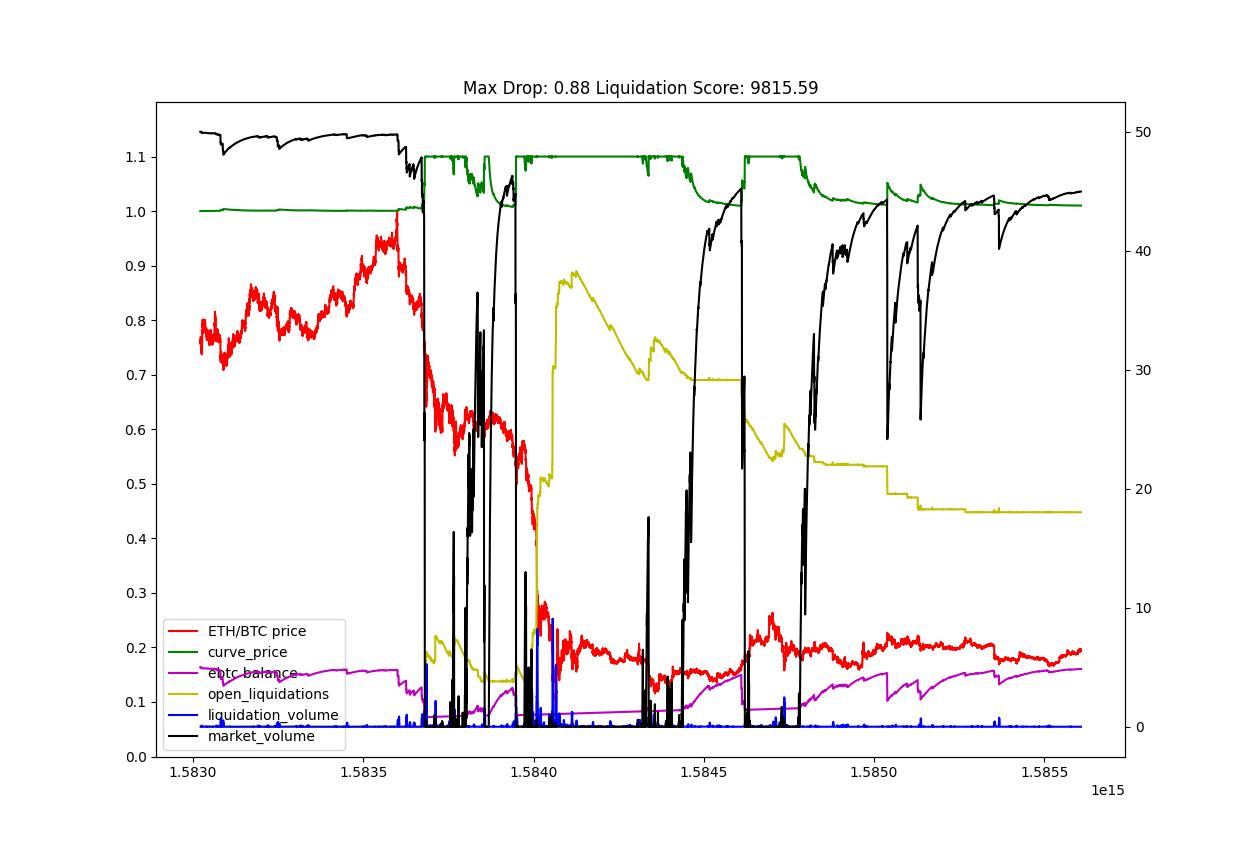 Max Drop: 0.88 Liquidation Score: 9815.59
1.1
1.0
0.9
0.8
0.7
0.6
0.5
0.4
0.3
0.2
0.1
0.0
50
40
30
20
10
0
ETH/BTC price
curve_price
ebtc balance
open_liquidations
liquidation_volume
market_volume
1.5830 1.5835 1.5840 1.5845 1.5850 1.5855
1e15